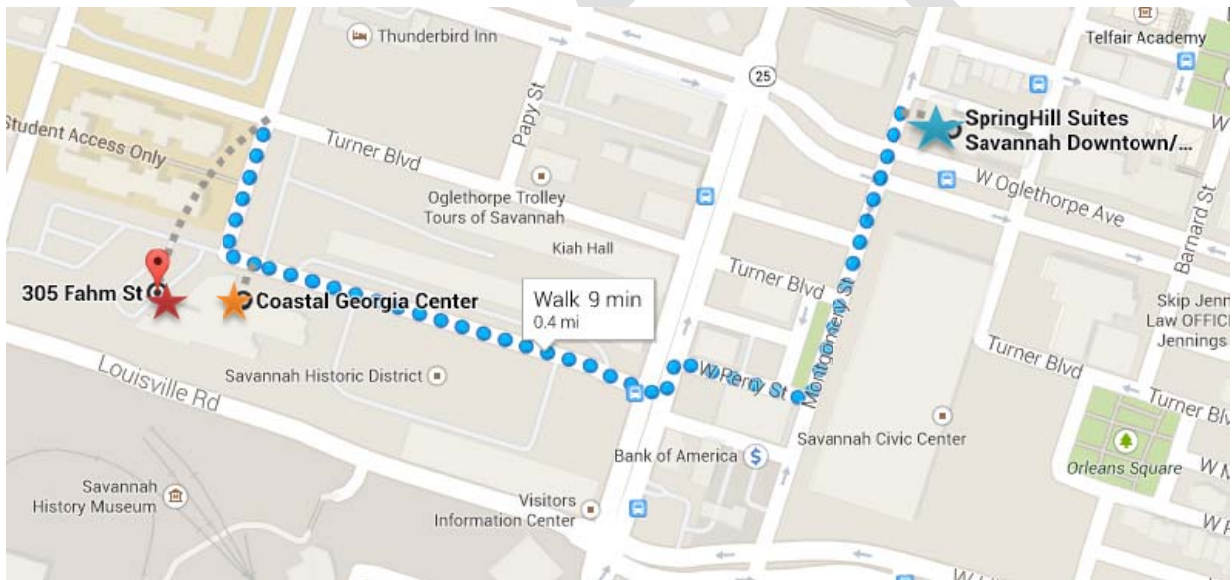 Thunderbird Inn
25
Telfair Academy
Papy St
SpringHill Suites
Savannah Downtown/...
Student Access Only
Turner Blvd
Oglethorpe Trolley
Tours of Savannah
W Oglethorpe Ave
Barnard St
Kiah Hall
Turner Blvd
305 Fahm St
Coastal Georgia Center
Walk 9 min
0.4 mi
Montgomery St
Skip Jenn
Law OFFIC
Jennings
Turner Blvd
Turner Blv
Louisville Rd
Savannah Historic District
W Perry St
Savannah Civic Center
Bank of America
$
Orleans Square
Savannah
History Museum
Visitors
Information Center
W
W M
W P